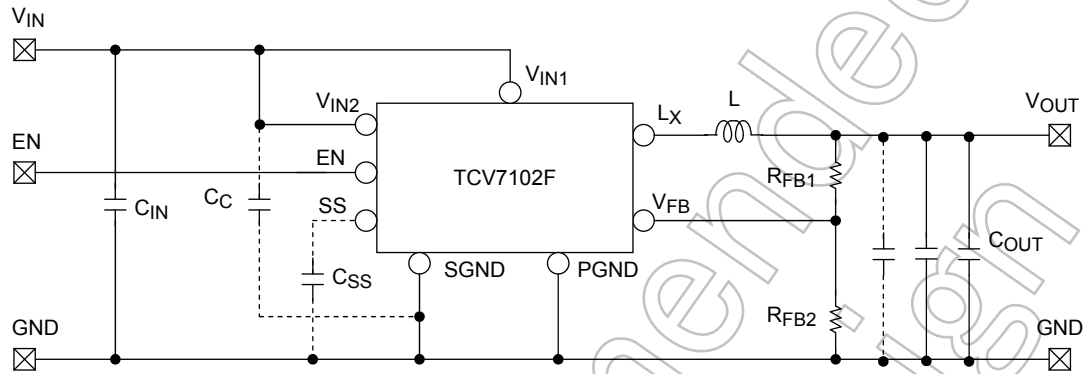 VIN
VIN1
VIN2
LX
L
VOUT
EN
EN
TCV7102F
RFB1
CIN
CC
SS
VFB
COUT
CSS
SGND
PGND
RFB2
GND
GND